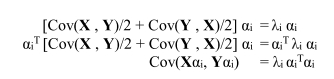 [Cov(X , Y)/2 + Cov(Y , X)/2] αᵢ = λᵢ αᵢ
αᵢᵀ [Cov(X , Y)/2 + Cov(Y , X)/2] αᵢ = αᵢᵀ λᵢ αᵢ
Cov(Xαᵢ, Yαᵢ) = λᵢ αᵢᵀαᵢ